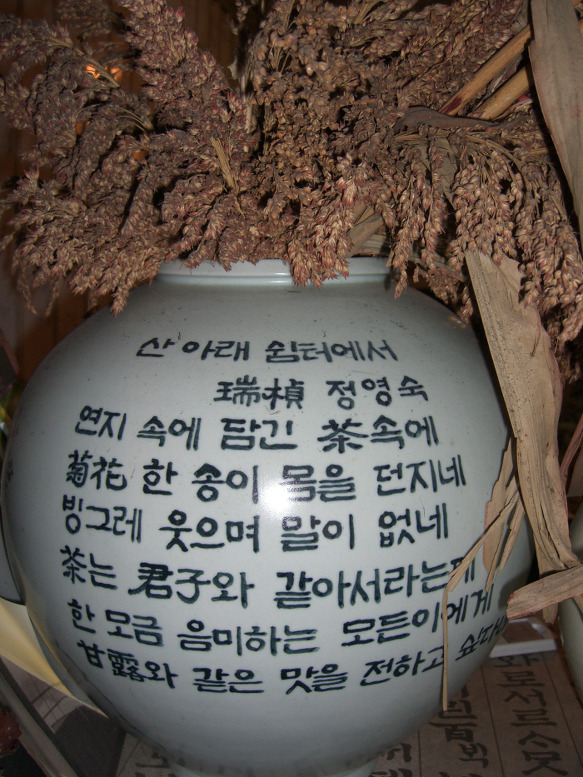 산 아래 쉼터에서
瑞楨 정영숙
연지 속에 담긴 茶속에
菊花 한 송이 몸을 던지네
빙그레 웃으며 말이 없네
茶는 君子와 같아서라는데
한 모금 음미하는 모든이에게
甘露와 같은 맛을 전하고